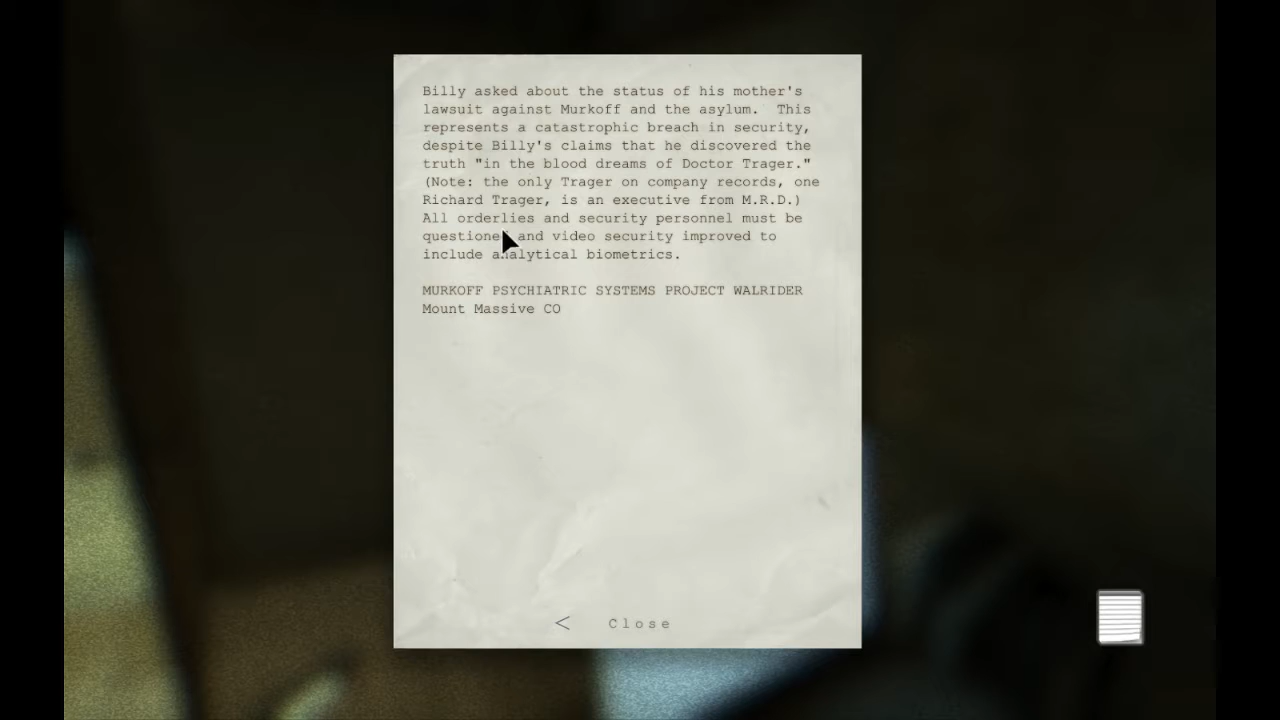 Billy asked about the status of his mother's
lawsuit against Murkoff and the asylum.  This
represents a catastrophic breach in security,
despite Billy's claims that he discovered the
truth "in the blood dreams of Doctor Trager."
(Note: the only Trager on company records, one
Richard Trager, is an executive from M.R.D.)
All orderlies and security personnel must be
questioned and video security improved to
include analytical biometrics.
MURKOFF PSYCHIATRIC SYSTEMS PROJECT WALRIDER
Mount Massive CO
< Close